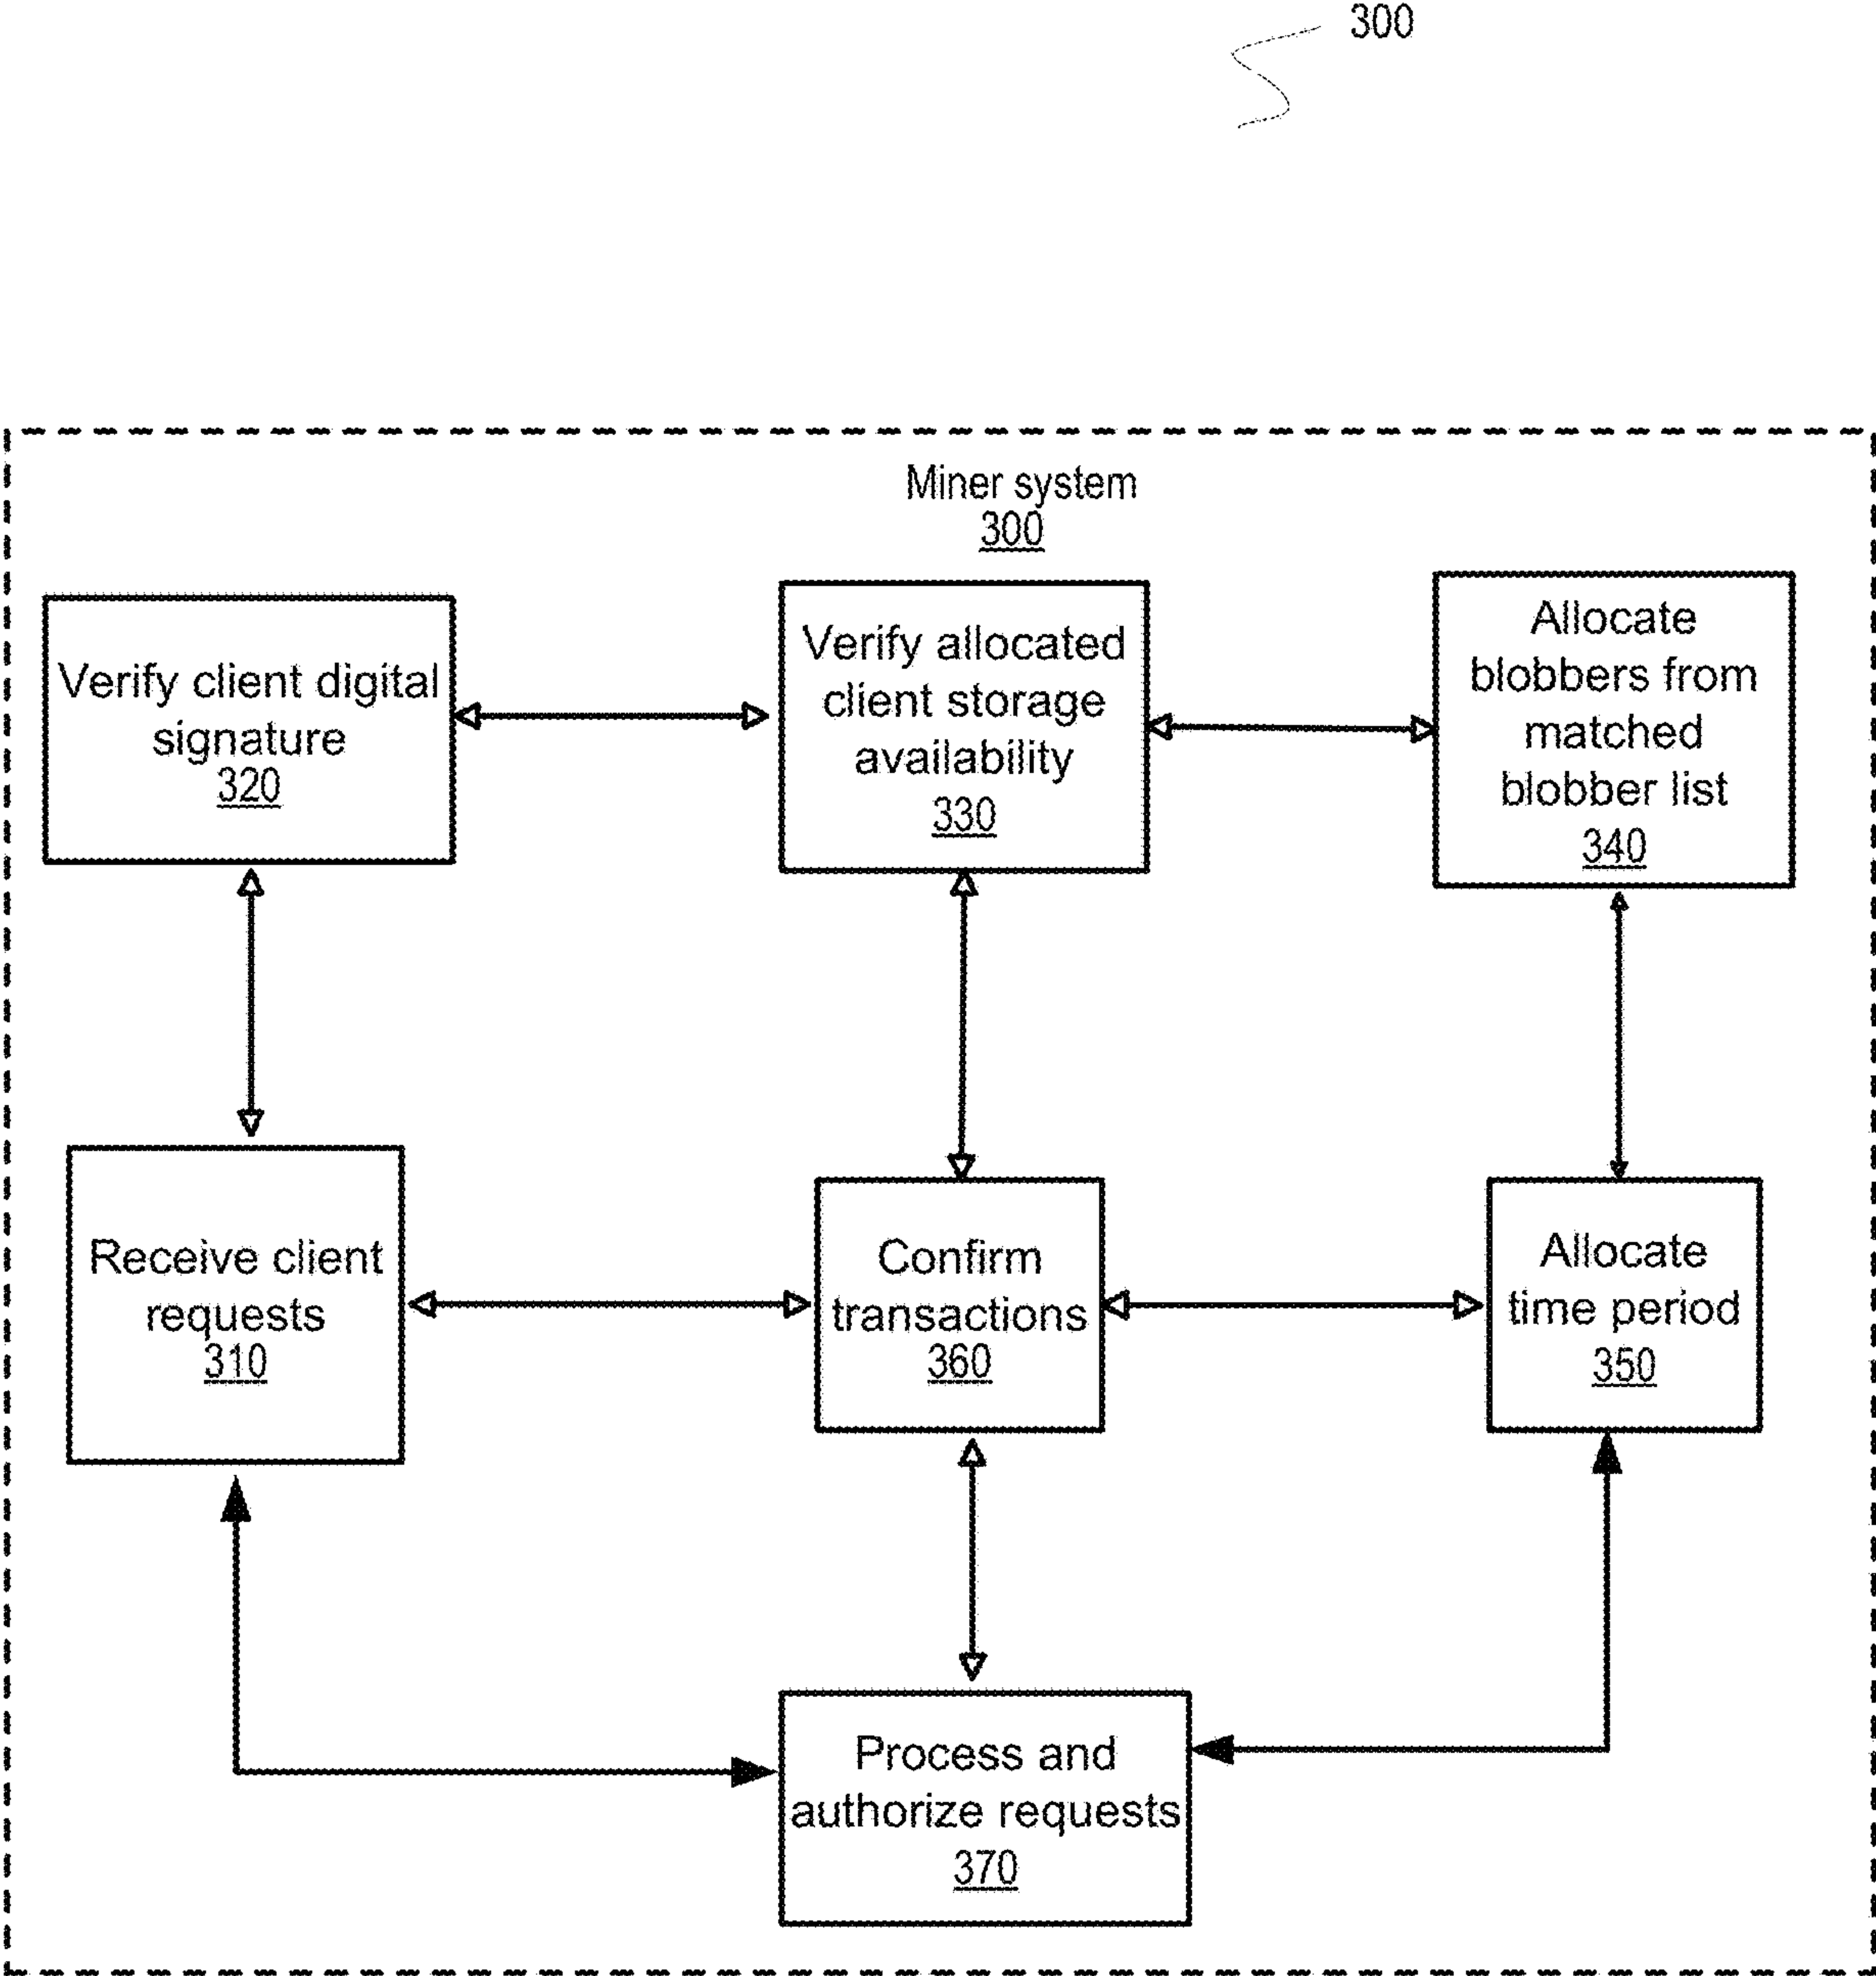 300
Miner system
300
Verify client digital
signature
320
Verify allocated
client storage
availability
330
Allocate
blobbers from
matched
blobber list
340
Receive client
requests
310
Confirm
transactions
360
Allocate
time period
350
Process and
authorize requests
370